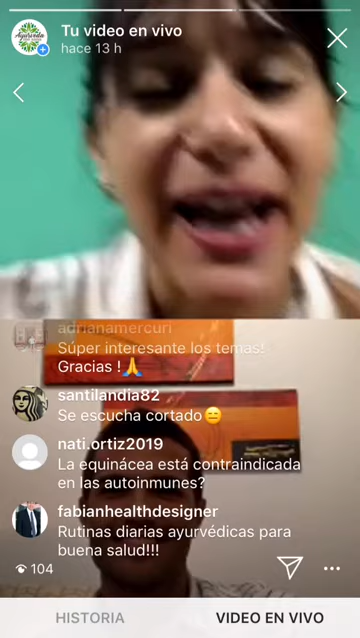 Ayurveda
Tu video en vivo
hace 13 h
adrianamercuri
Súper interesante los temas!
Gracias !🙏
santilandia82
Se escucha cortado😑
nati.ortiz2019
La equinácea está contraindicada
en las autoinmunes?
fabianhealthdesigner
Rutinas diarias ayurvédicas para
buena salud!!!
104
HISTORIA
VIDEO EN VIVO